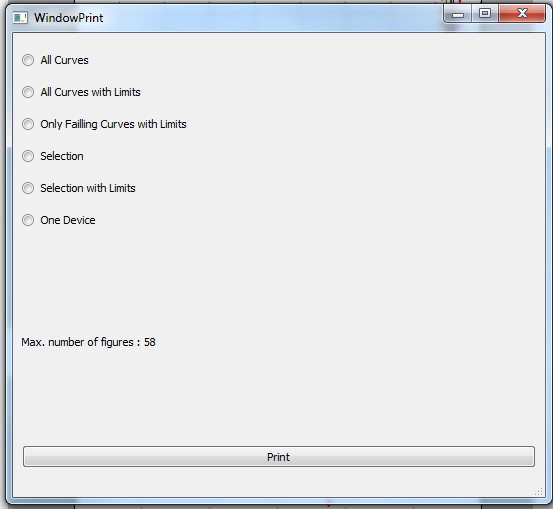 WindowPrint
All Curves
All Curves with Limits
Only Failling Curves with Limits
Selection
Selection with Limits
One Device
Max. number of figures : 58
Print